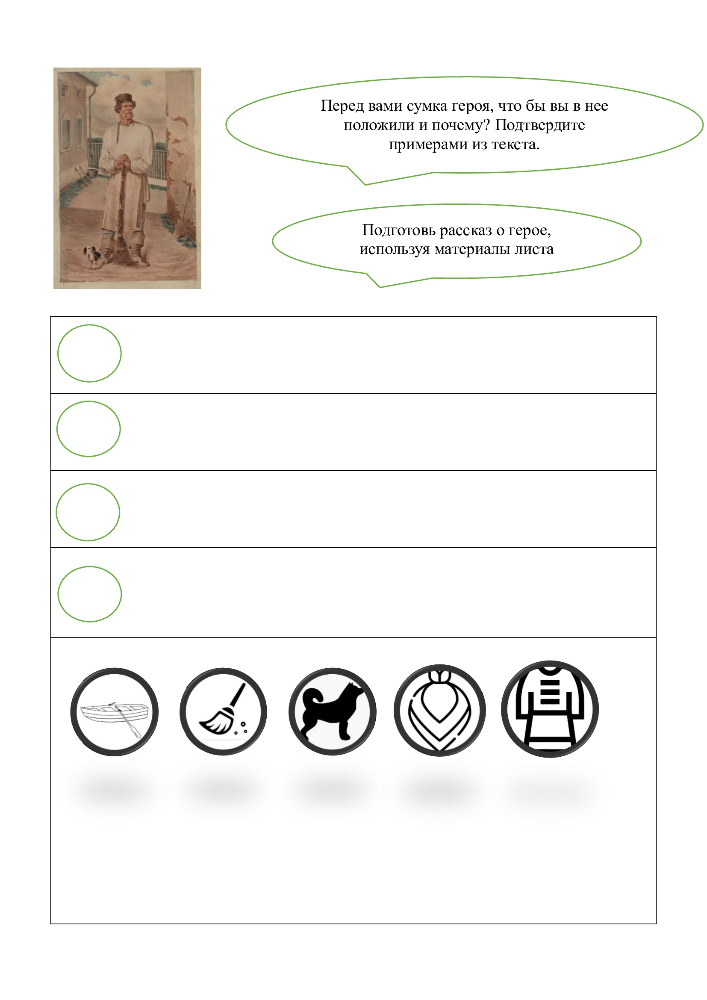 Перед вами сумка героя, что бы вы в нее
положили и почему? Подтвердите
примерами из текста.
Подготовь рассказ о герое,
используя материалы листа